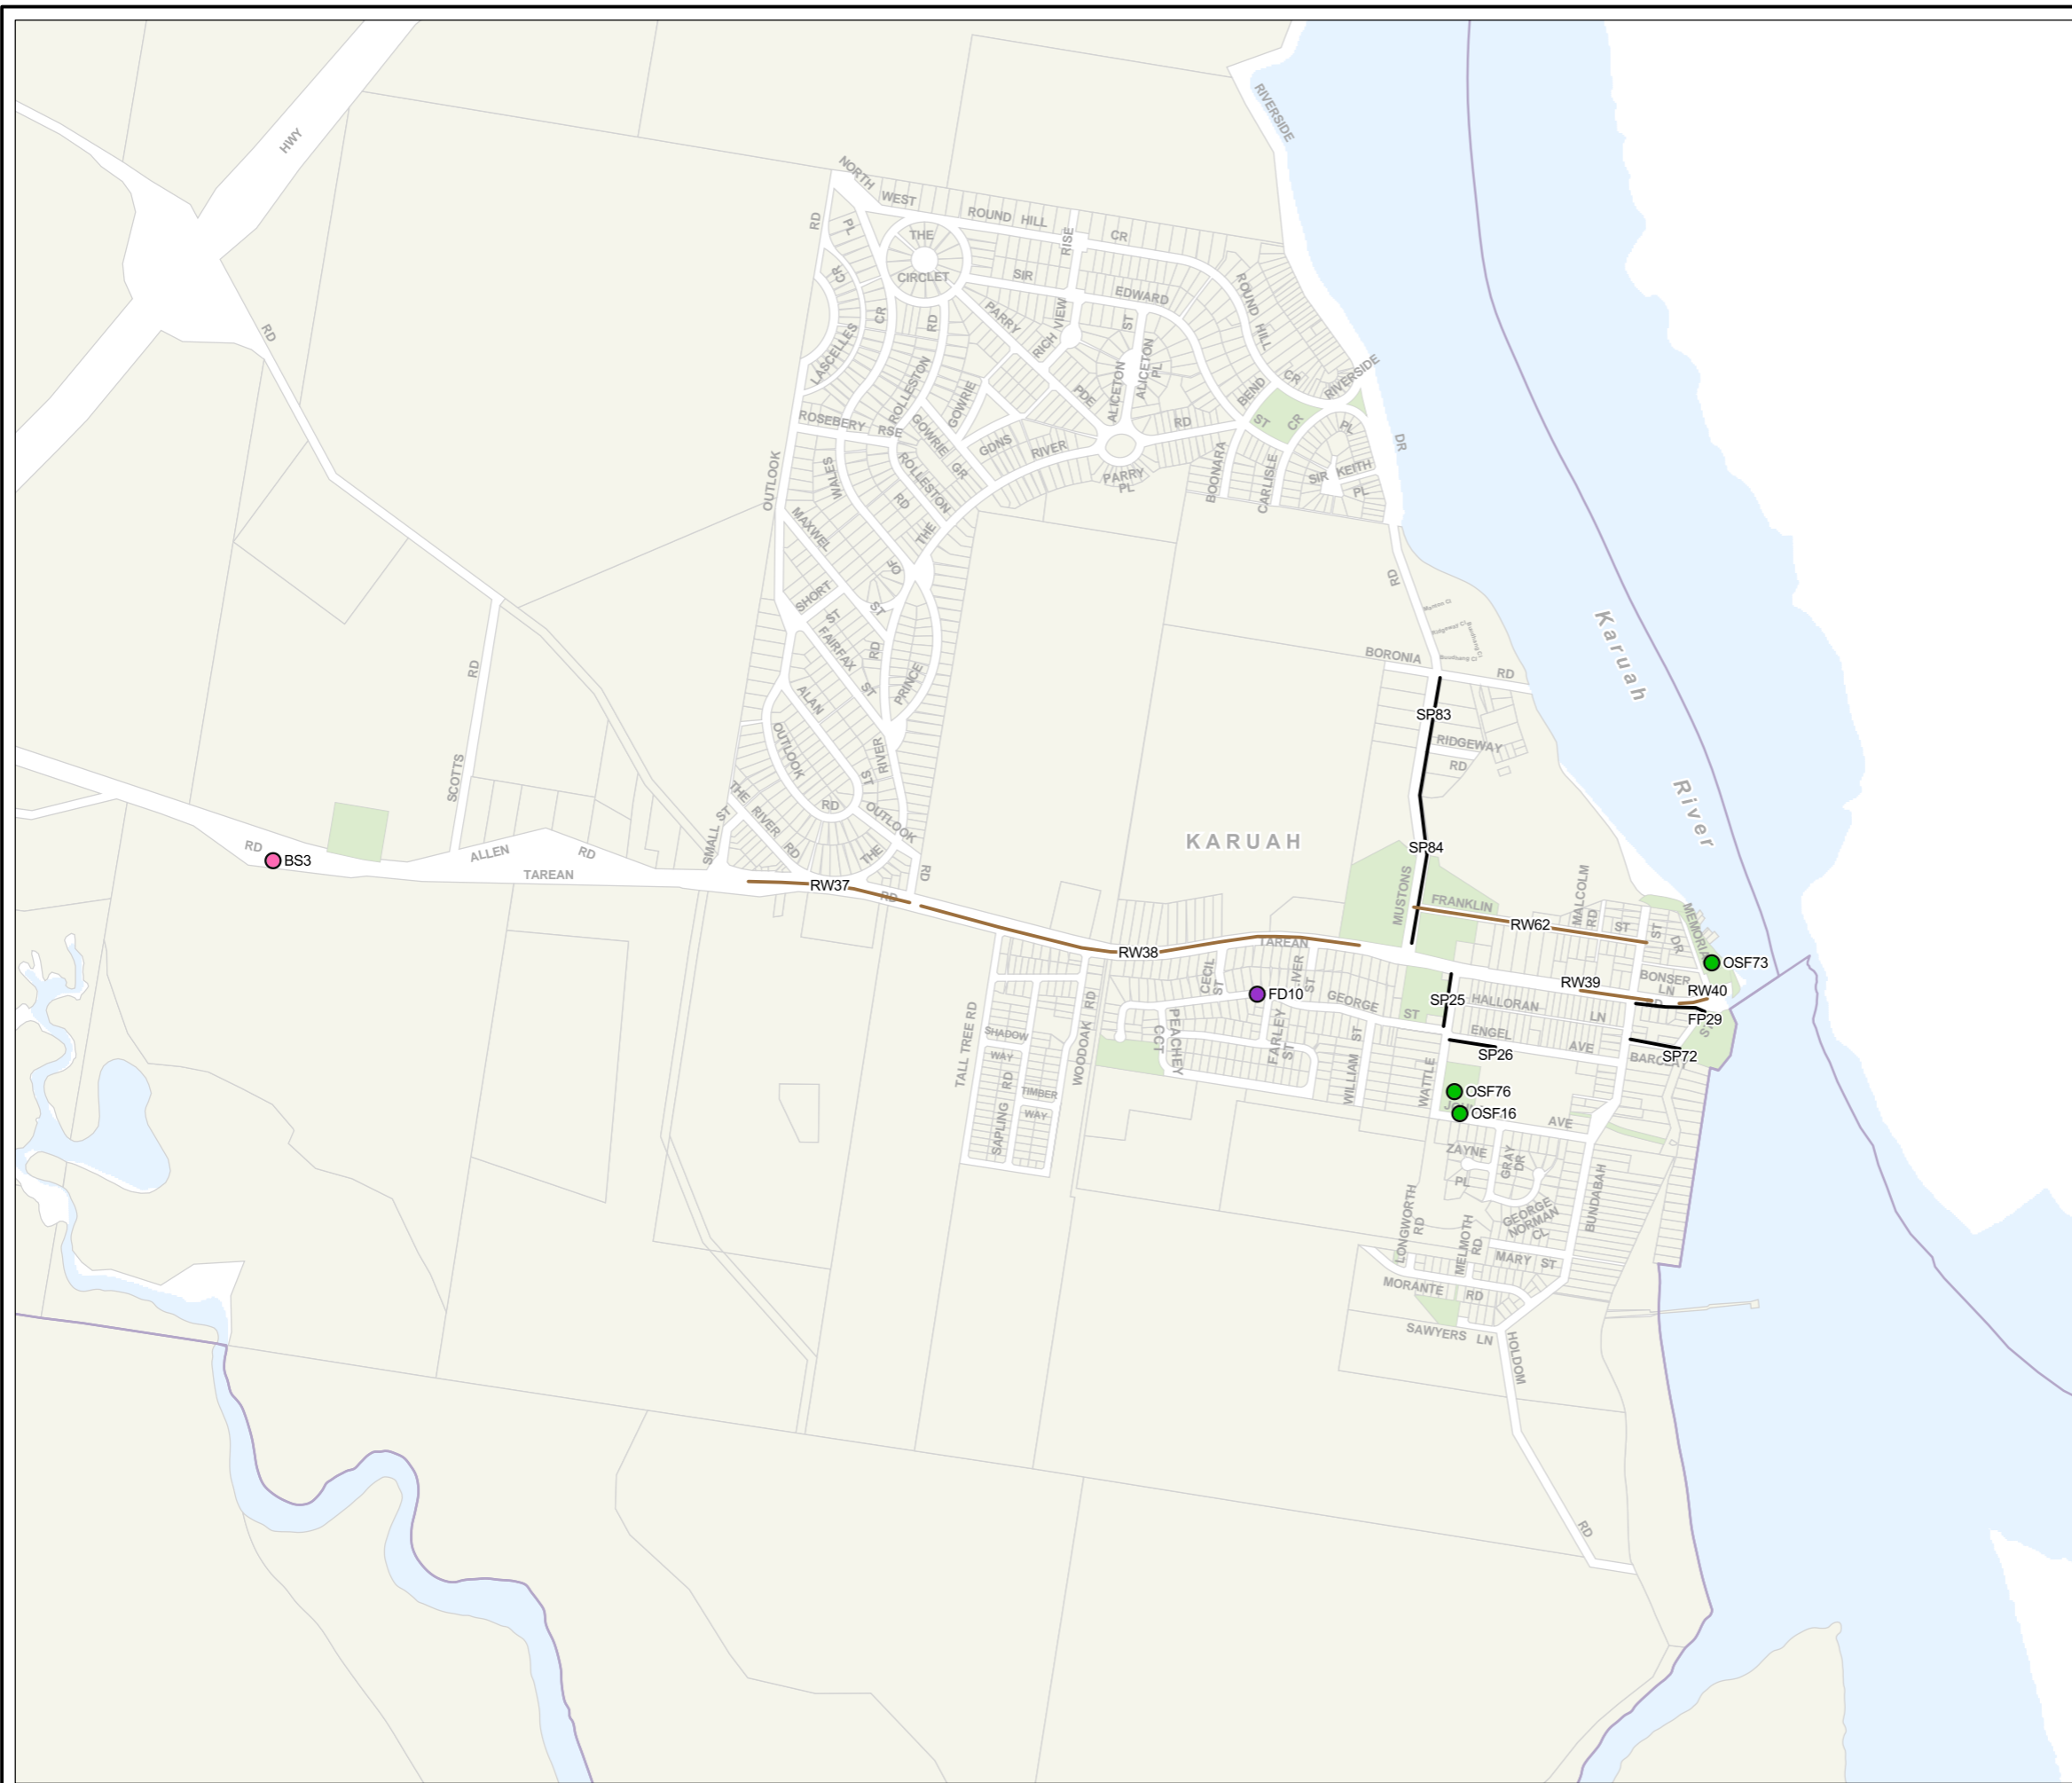 HWY
RIVERSIDE
NORTH
WEST
ROUND HILL
CR
RD
PL
THE
CIRCLET
RISE
SIR
EDWARD
CR
CR
RD
PARRY
VIEW
RICH
ST
ROUND HILL
RD
LASCELLES
ROLLESTON
GOWRIE
PDE
ALICETON
ALICETON
PL
BEND
CR
RIVERSIDE
ROSEBERY RSE
GOWRIE
GR
GDNS
RIVER
RD
ST
CR
PL
DR
OUTLOOK
WALES
ROLLESTON
RD
PARRY
PL
BOONARA
CARLISLE
SIR KEITH
PL
MAXWEL
THE
OF
RD
SHORT
ST
ST
Karuah
FAIRFAX
ST
RD
PRINCE
BORONIA
RD
RD
ALAN
SP83
OUTLOOK
RIVER
RIDGEWAY
RD
SCOTTS
ST
THE RIVER
RD
RD
OUTLOOK
River
KARUAH
SP84
SMALL ST
THE
RD
RD
BS3
ALLEN
RD
TAREAN
RW37
RD
MUSTONS
FRANKLIN
MALCOLM
RD
ST
ST
DR
MEMORIAL
RW62
RW38
TAREAN
OSF73
CECIL
ST
ST
BONSER
LN
FD10
RW39
RW40
GEORGE
ST
SP25
HALLORAN
LN
FP29
TALL TREE RD
WOODOAK RD
SHADOW
WAY
PEACHEY
CCT
FARLEY
ST
WILLIAM ST
ENGEL
AVE
SP26
SP72
BARCLAY
SAPLING RD
TIMBER
WAY
WATTLE
OSF76
OSF16
AVE
ZAYNE
PL
GRAY
DR
LONGWORTH
RD
MELMOTH
RD
GEORGE
NORMAN
CL
BUNDABAH
MARY ST
MORANTE
RD
SAWYERS LN
HOLDOM
RD